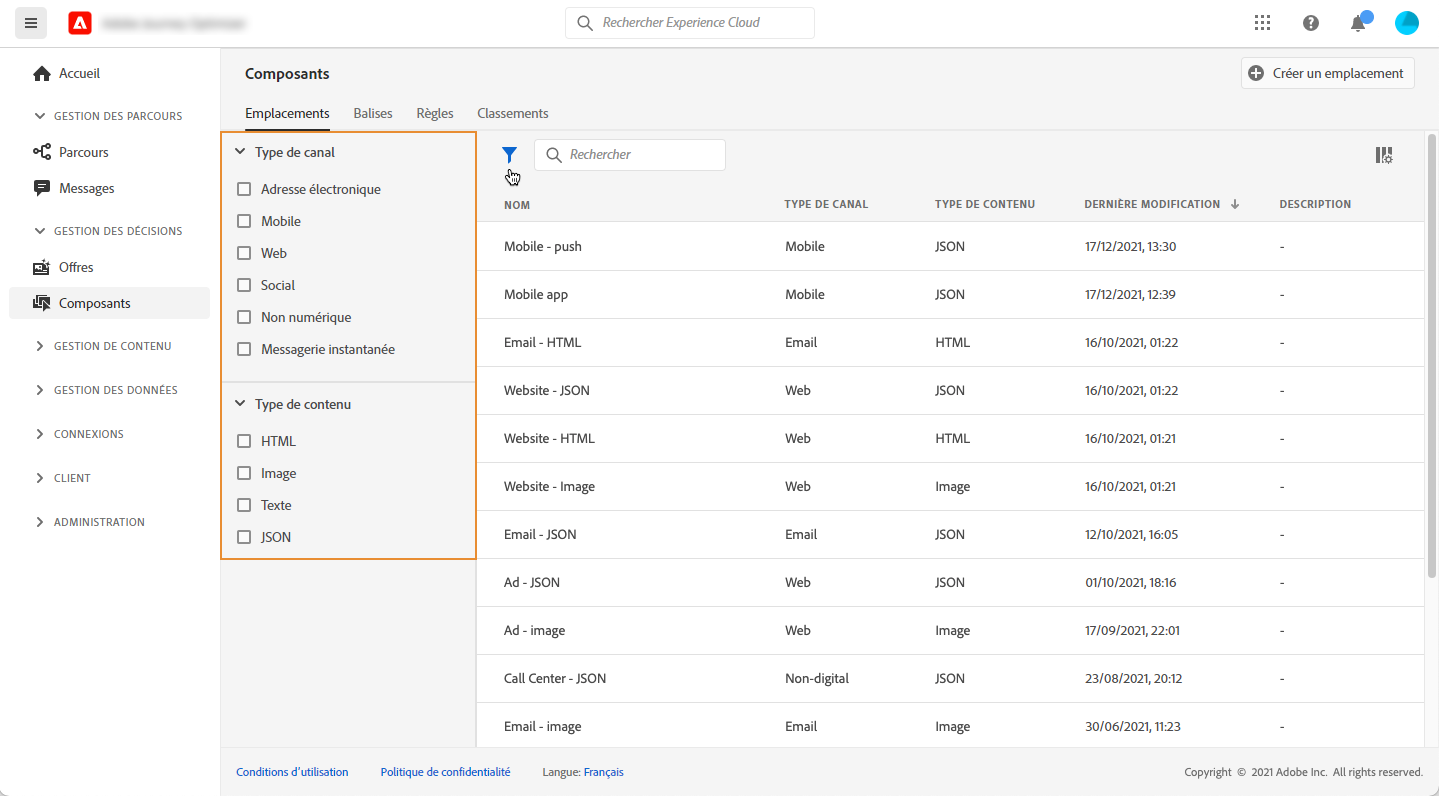 Rechercher Experience Cloud
Accueil
GESTION DES PARCOURS
Parcours
Messages
GESTION DES DÉCISIONS
Offres
Composants
GESTION DE CONTENU
GESTION DES DONNÉES
CONNEXIONS
CLIENT
ADMINISTRATION
Composants
Créer un emplacement
Emplacements Balises Règles Classements
Type de canal
Adresse électronique
Mobile
Web
Social
Non numérique
Messagerie instantanée
Type de contenu
HTML
Image
Texte
JSON
Rechercher
NOM TYPE DE CANAL TYPE DE CONTENU DERNIÈRE MODIFICATION DESCRIPTION
Mobile - push Mobile JSON 17/12/2021, 13:30 -
Mobile app Mobile JSON 17/12/2021, 12:39 -
Email - HTML Email HTML 16/10/2021, 01:22 -
Website - JSON Web JSON 16/10/2021, 01:22 -
Website - HTML Web HTML 16/10/2021, 01:21 -
Website - Image Web Image 16/10/2021, 01:21 -
Email - JSON Email JSON 12/10/2021, 16:05 -
Ad - JSON Web JSON 01/10/2021, 18:16 -
Ad - image Web Image 17/09/2021, 22:01 -
Call Center - JSON Non-digital JSON 23/08/2021, 20:12 -
Email - image Email Image 30/06/2021, 11:23 -
Conditions d'utilisation Politique de confidentialité Langue: Français Copyright © 2021 Adobe Inc. All rights reserved.